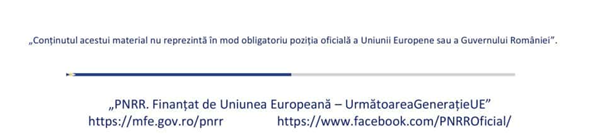 „Conținutul acestui material nu reprezintă în mod obligatoriu poziția oficială a Uniunii Europene sau a Guvernului României”.
„PNRR. Finanțat de Uniunea Europeană – UrmătoareaGenerațieUE”
https://mfe.gov.ro/pnrr https://www.facebook.com/PNRROficial/